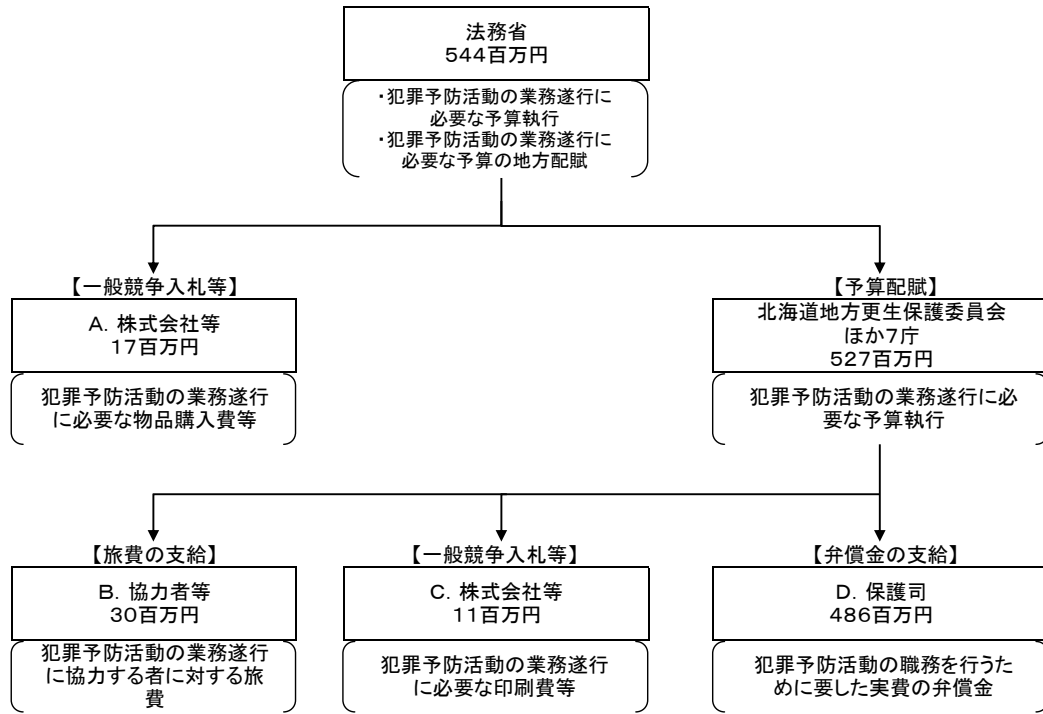 法務省
544百万円
・犯罪予防活動の業務遂行に
必要な予算執行
・犯罪予防活動の業務遂行に
必要な予算の地方配賦
【一般競争入札等】
A．株式会社等
17百万円
犯罪予防活動の業務遂行
に必要な物品購入費等
【予算配賦】
北海道地方更生保護委員会
ほか7庁
527百万円
犯罪予防活動の業務遂行に必
要な予算執行
【旅費の支給】
B．協力者等
30百万円
犯罪予防活動の業務遂行
に協力する者に対する旅
費
【一般競争入札等】
C．株式会社等
11百万円
犯罪予防活動の業務遂行
に必要な印刷費等
【弁償金の支給】
D．保護司
486百万円
犯罪予防活動の職務を行うた
めに要した実費の弁償金